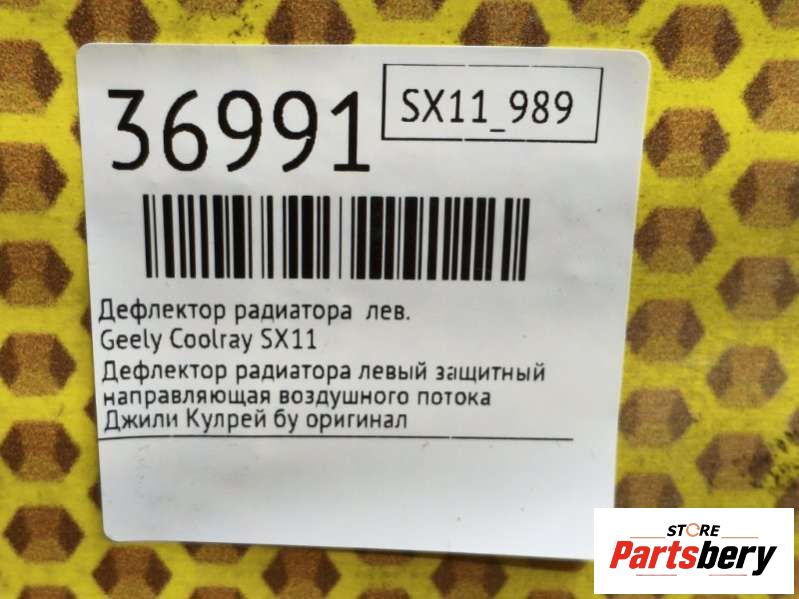 36991
SX11_989
Дефлектор радиатора лев.
Geely Coolray SX11
Дефлектор радиатора левый защитный
направляющая воздушного потока
Джили Кулрей бу оригинал
STORE
Partsbery